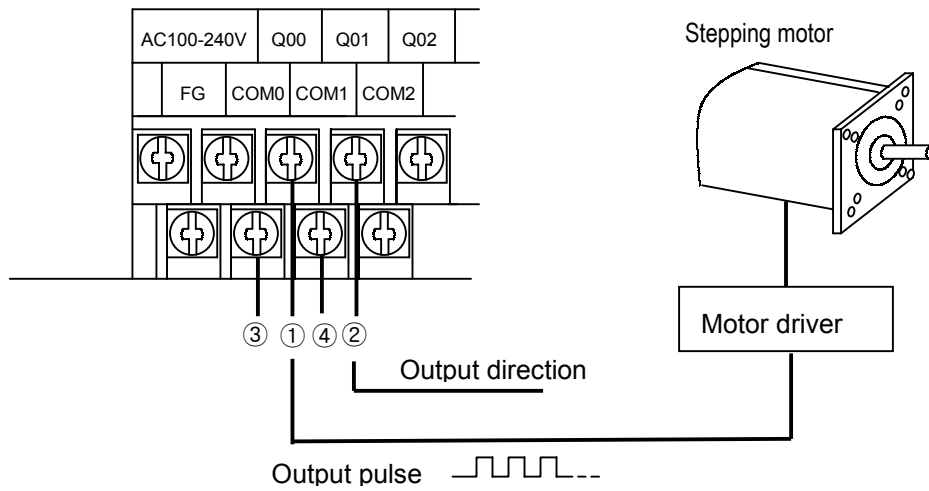 AC100-240V Q00 Q01 Q02
Stepping motor
FG COM0 COM1 COM2
③ ① ④ ②
Motor driver
Output direction
Output pulse